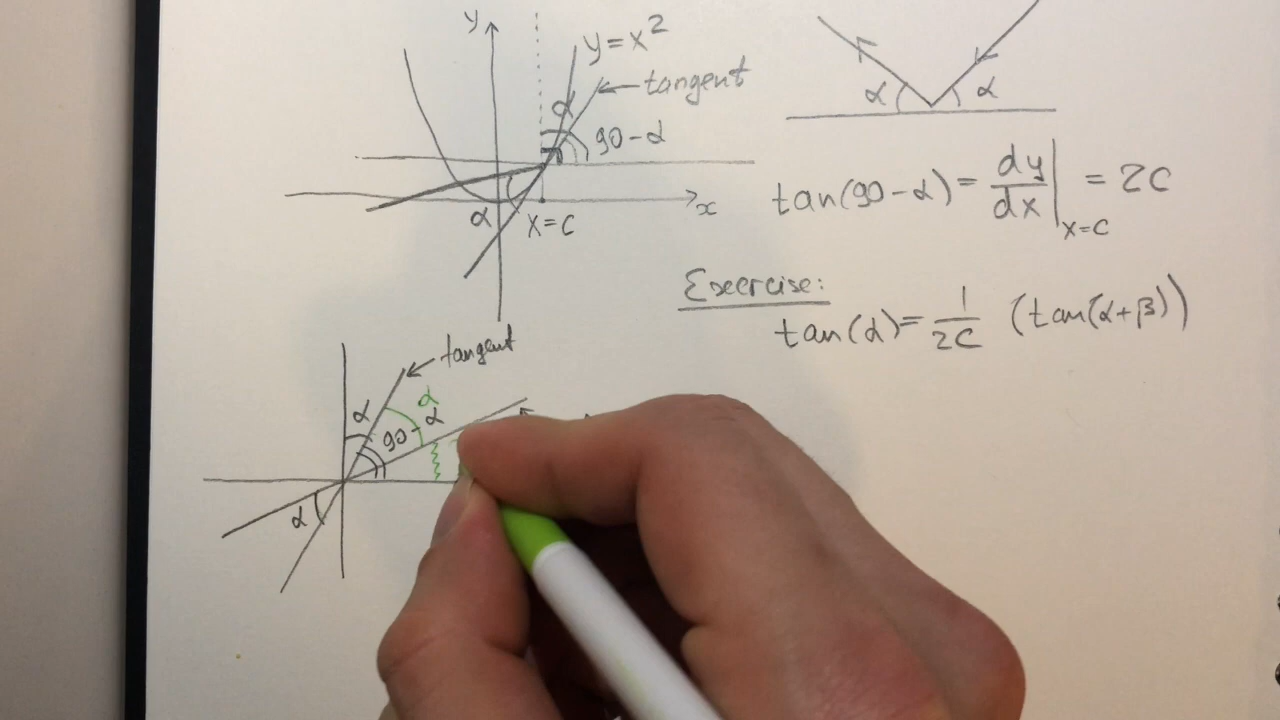 y
y = x²
tangent
α
90 - α
x
α
x = c
α
α
tan(90 - α) = dy/dx | x=c = 2c
Exercise:
tan(α) = 1/2c (tan(α+β))
tangent
α
α
90 - α
α